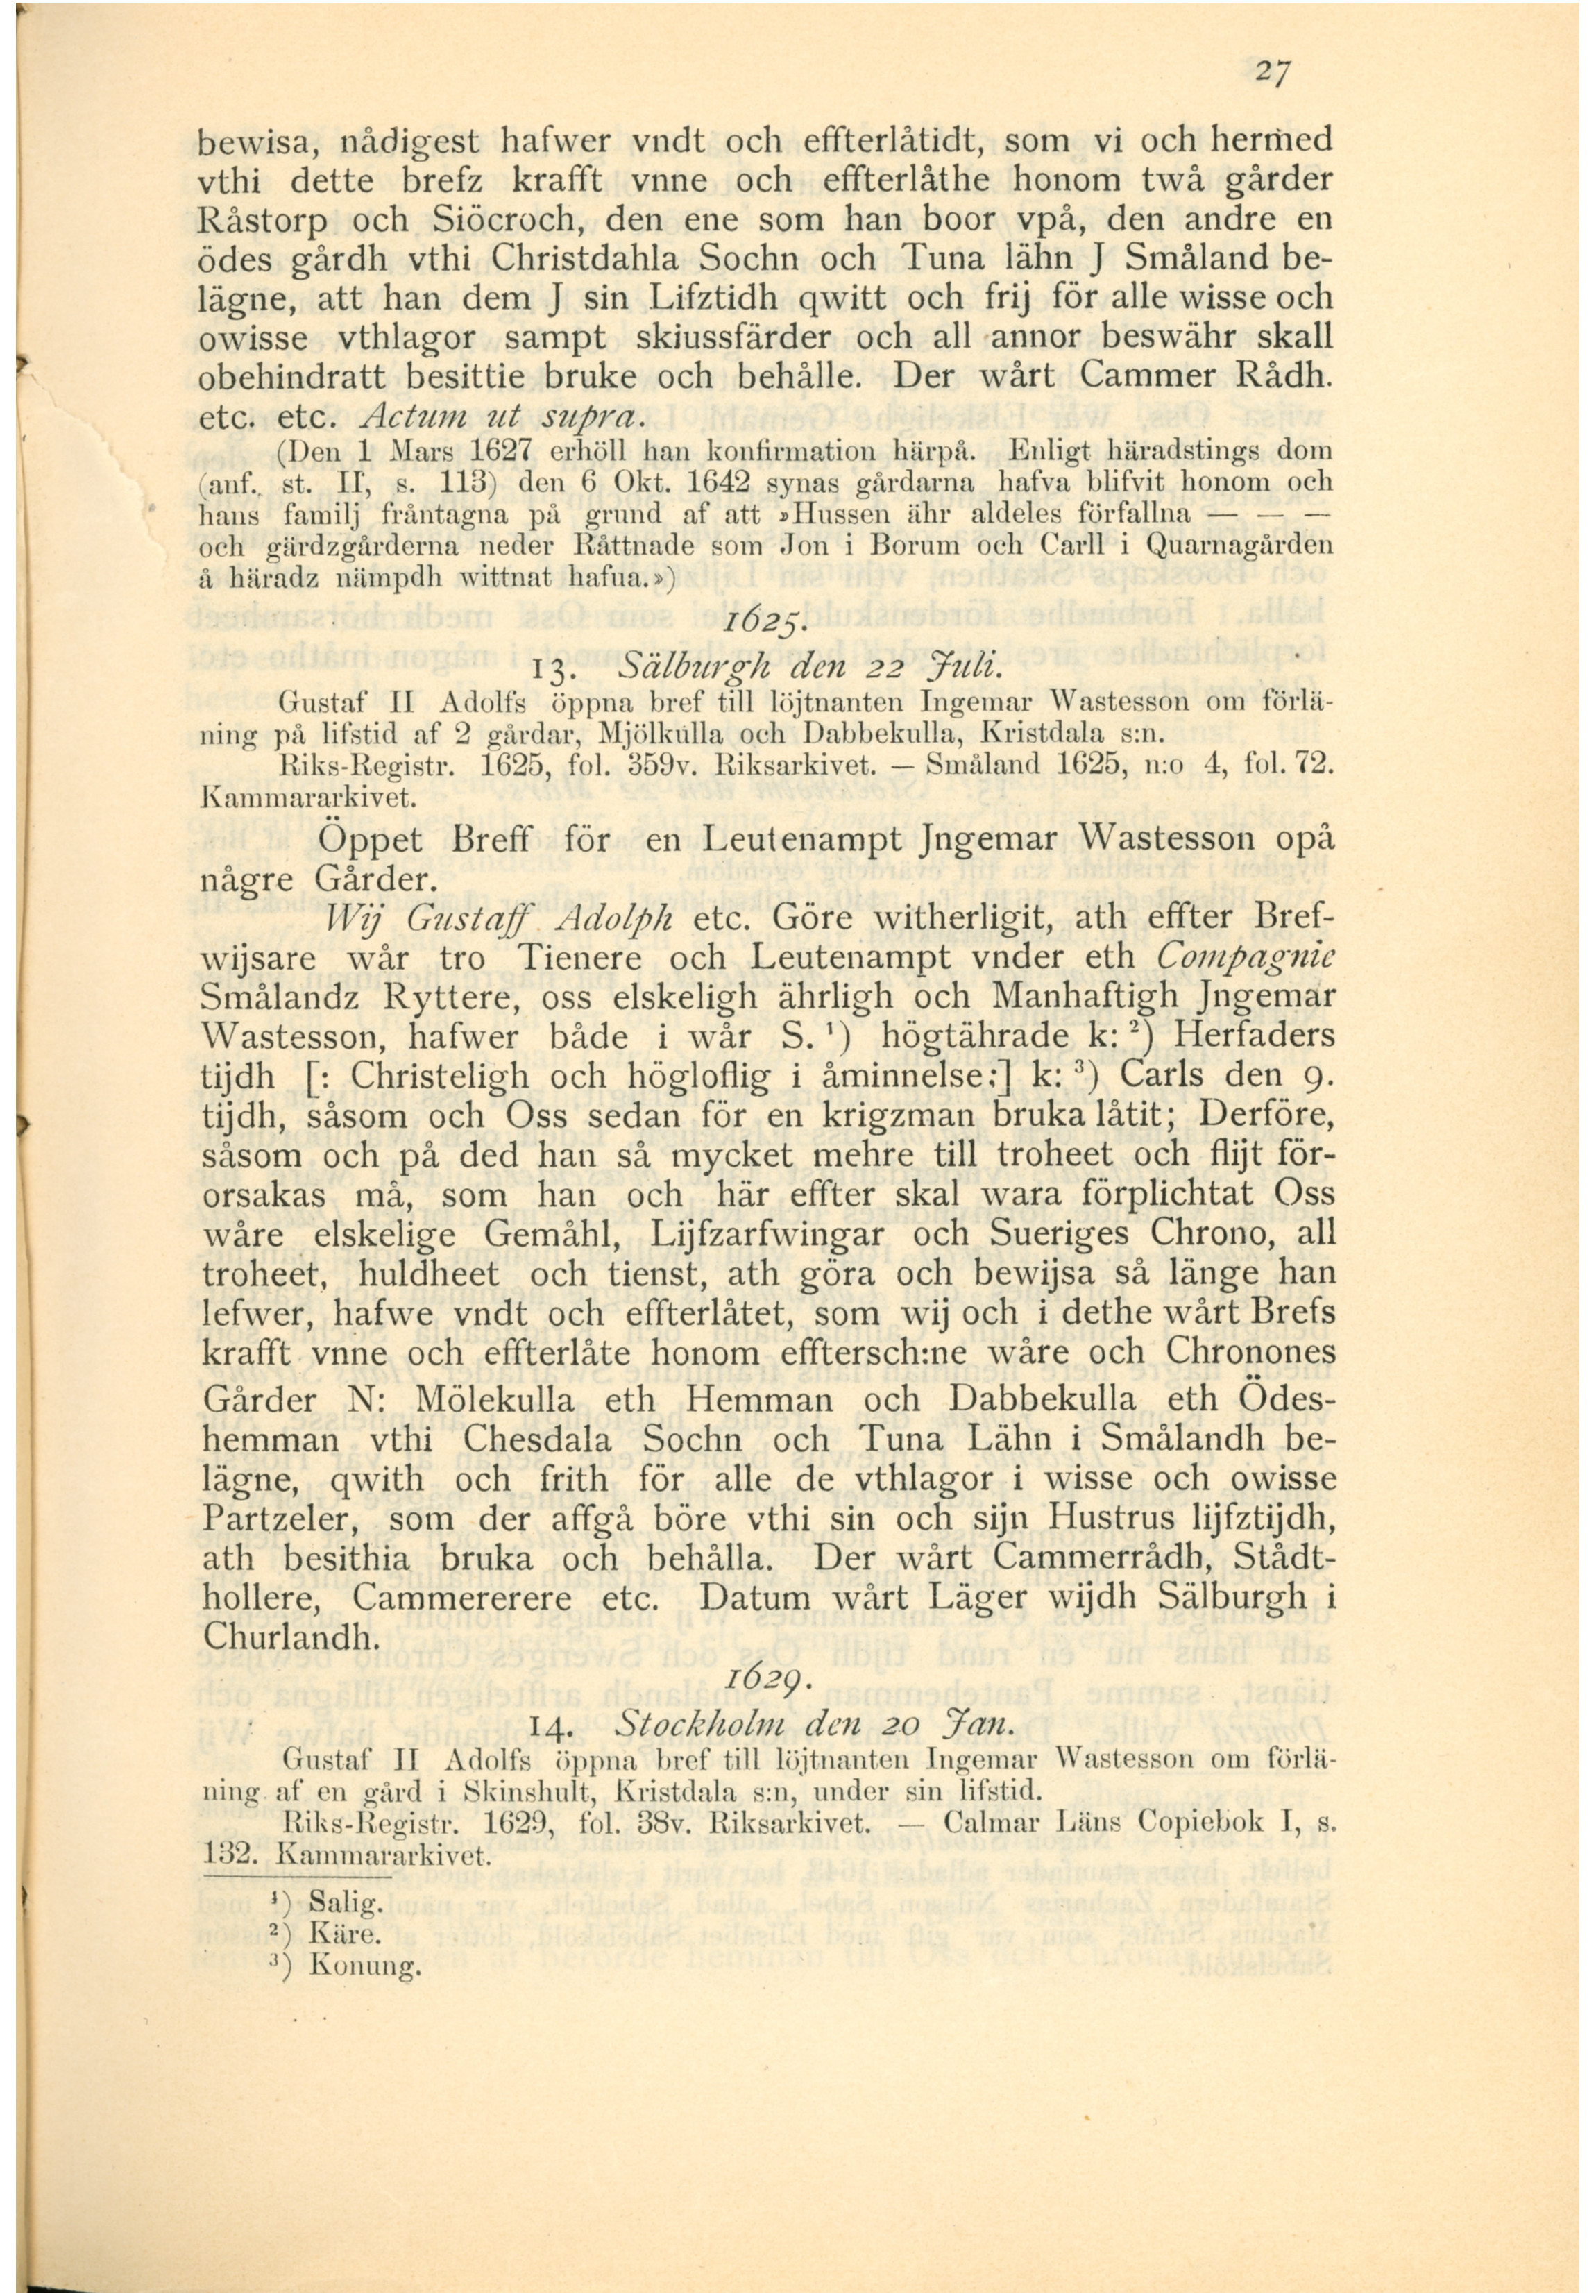 27
bewisa, nådigest hafwer vndt och effterlåtidt, som vi och hermed
vthi dette brefz krafft vnne och effterlåthe honom twå gårder
Råstorp och Siöcroch, den ene som han boor vpå, den andre en
ödes gårdh vthi Christdahla Sochn och Tuna lähn J Småland be-
lägne, att han dem J sin Lifztidh qwitt och frij för alle wisse och
owisse vthlagor sampt skiussfärder och all annor beswähr skall
obehindratt besittie bruke och behålle. Der wårt Cammer Rådh.
etc. etc. Actum ut supra.
(Den 1 Mars 1627 erhöll han konfirmation härpå. Enligt häradstings dom
(anf. st. II, s. 113) den 6 Okt. 1642 synas gårdarna hafva blifvit honom och
hans familj fråntagna på grund af att »Hussen ähr aldeles förfallna — — —
och gärdzgårderna neder Råttnade som Jon i Borum och Carll i Quarnagården
å häradz nämpdh wittnat hafua.»)
1625.
13. Sälburgh den 22 Juli.
Gustaf II Adolfs öppna bref till löjtnanten Ingemar Wastesson om förlä-
ning på lifstid af 2 gårdar, Mjölkulla och Dabbekulla, Kristdala s:n.
Riks-Registr. 1625, fol. 359v. Riksarkivet. — Småland 1625, n:o 4, fol. 72.
Kammararkivet.
Öppet Breff för en Leutenampt Jngemar Wastesson opå
någre Gårder.
Wij Gustaff Adolph etc. Göre witherligit, ath effter Bref-
wijsare wår tro Tienere och Leutenampt vnder eth Compagnie
Smålandz Ryttere, oss elskeligh ährligh och Manhaftigh Jngemar
Wastesson, hafwer både i wår S. ¹) högtährade k: ²) Herfaders
tijdh [: Christeligh och högloflig i åminnelse:] k: ³) Carls den 9.
tijdh, såsom och Oss sedan för en krigzman bruka låtit; Derföre,
såsom och på ded han så mycket mehre till troheet och flijt för-
orsakas må, som han och här effter skal wara förplichtat Oss
wåre elskelige Gemåhl, Lijfzarfwingar och Sueriges Chrono, all
troheet, huldheet och tienst, ath göra och bewijsa så länge han
lefwer, hafwe vndt och effterlåtet, som wij och i dethe wårt Brefs
krafft vnne och effterlåte honom efftersch:ne wåre och Chronones
Gårder N: Mölekulla eth Hemman och Dabbekulla eth Ödes-
hemman vthi Chesdala Sochn och Tuna Lähn i Smålandh be-
lägne, qwith och frith för alle de vthlagor i wisse och owisse
Partzeler, som der affgå böre vthi sin och sijn Hustrus lijfztijdh,
ath besithia bruka och behålla. Der wårt Cammerrådh, Stådt-
hollere, Cammererere etc. Datum wårt Läger wijdh Sälburgh i
Churlandh.
1629.
14. Stockholm den 20 Jan.
Gustaf II Adolfs öppna bref till löjtnanten Ingemar Wastesson om förlä-
ning af en gård i Skinshult, Kristdala s:n, under sin lifstid.
Riks-Registr. 1629, fol. 38v. Riksarkivet. — Calmar Läns Copiebok I, s.
132. Kammararkivet.
¹) Salig.
²) Käre.
³) Konung.